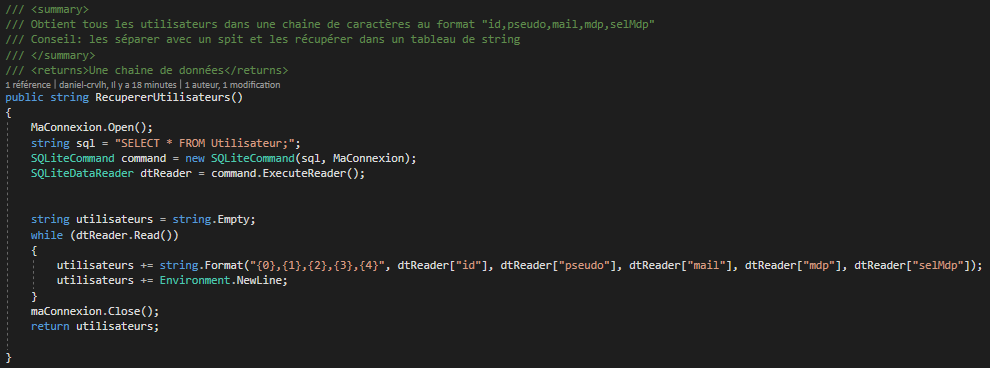 /// <summary>
/// Obtient tous les utilisateurs dans une chaine de caractères au format "id,pseudo,mail,mdp,selMdp"
/// Conseil: les séparer avec un spit et les récupérer dans un tableau de string
/// </summary>
/// <returns>Une chaine de données</returns>
1 référence | daniel-crvlh, Il y a 18 minutes | 1 auteur, 1 modification
public string RecupererUtilisateurs()
{
MaConnexion.Open();
string sql = "SELECT * FROM Utilisateur;";
SQLiteCommand command = new SQLiteCommand(sql, MaConnexion);
SQLiteDataReader dtReader = command.ExecuteReader();
string utilisateurs = string.Empty;
while (dtReader.Read())
{
utilisateurs += string.Format("{0},{1},{2},{3},{4}", dtReader["id"], dtReader["pseudo"], dtReader["mail"], dtReader["mdp"], dtReader["selMdp"]);
utilisateurs += Environment.NewLine;
}
maConnexion.Close();
return utilisateurs;
}